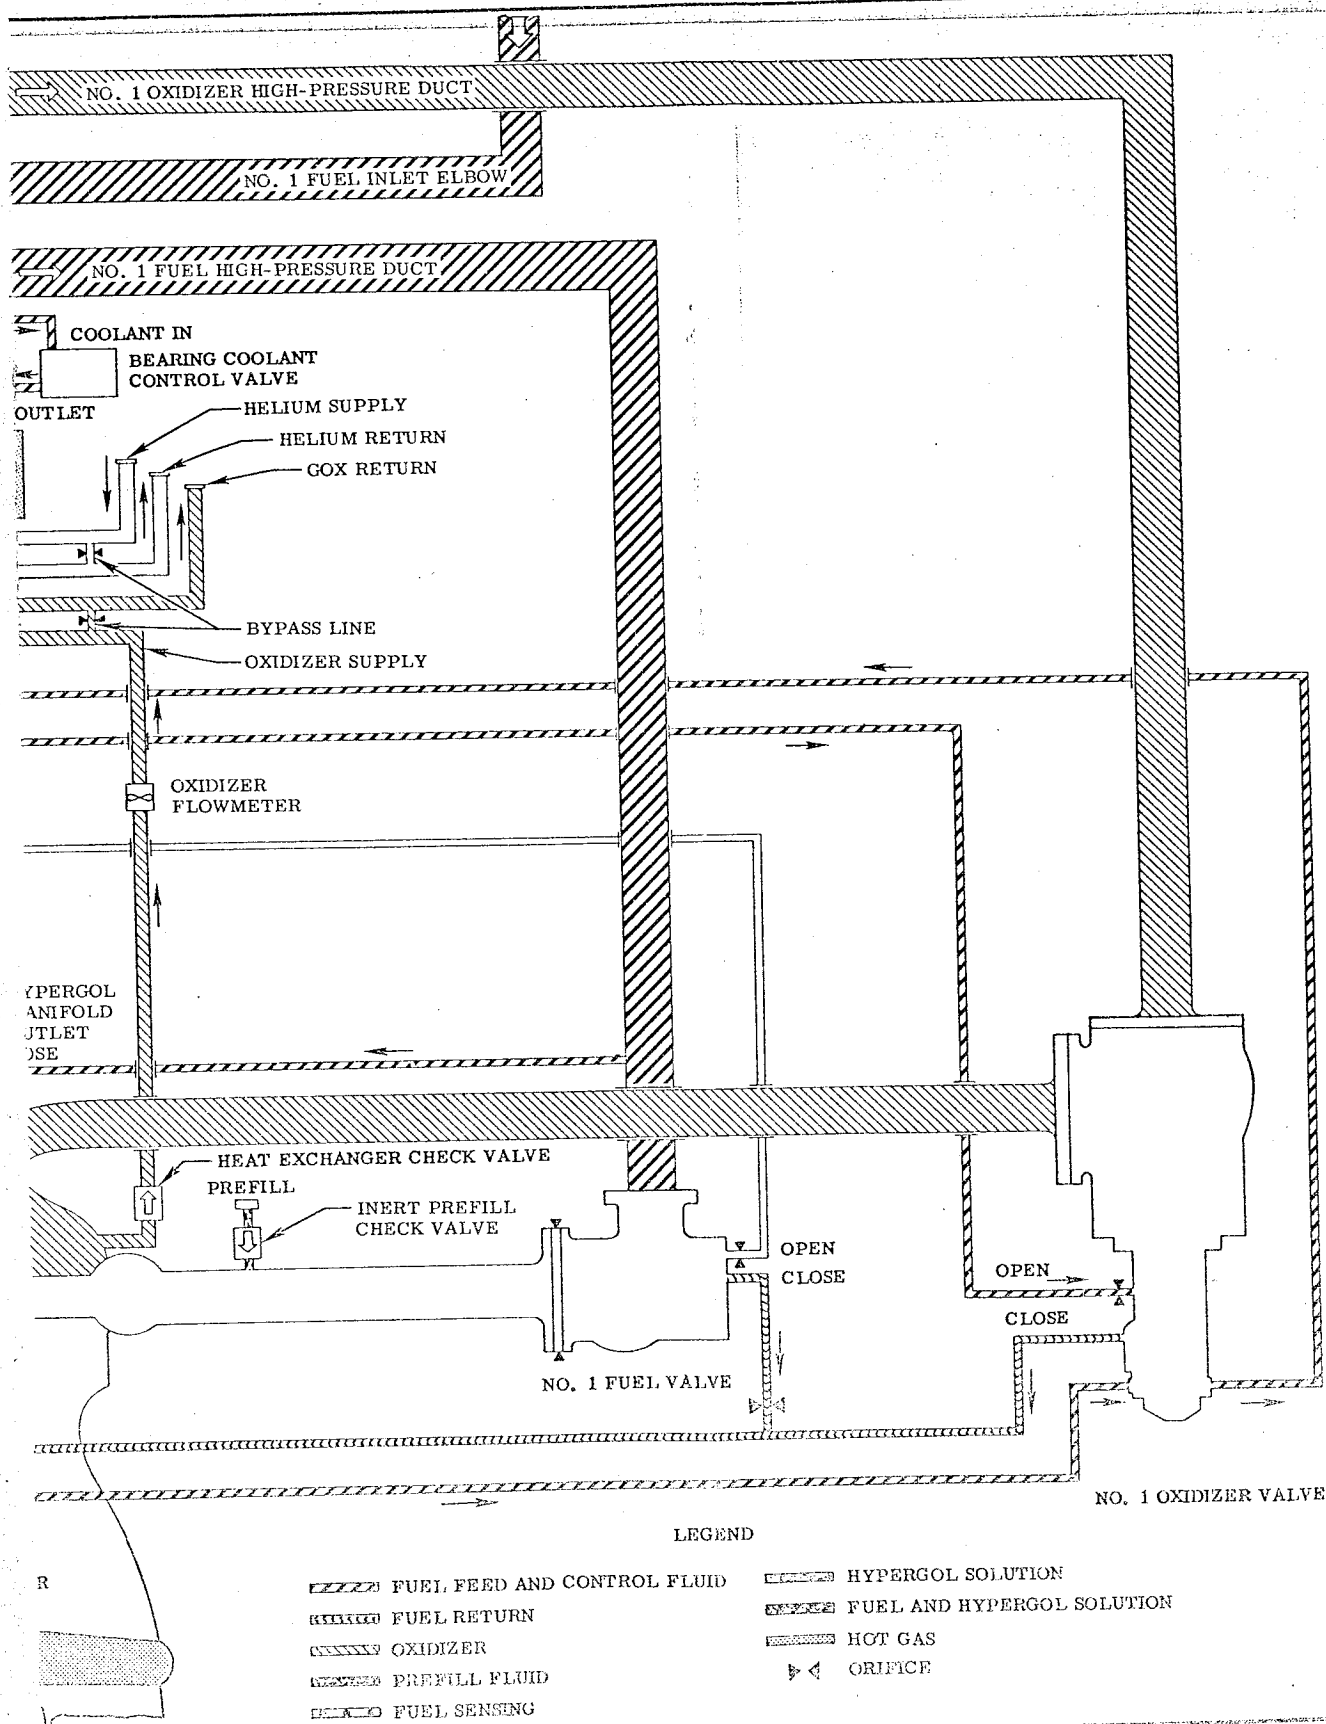 NO. 1 OXIDIZER HIGH-PRESSURE DUCT
NO. 1 FUEL INLET ELBOW
NO. 1 FUEL HIGH-PRESSURE DUCT
COOLANT IN
BEARING COOLANT
CONTROL VALVE
OUTLET
HELIUM SUPPLY
HELIUM RETURN
GOX RETURN
BYPASS LINE
OXIDIZER SUPPLY
OXIDIZER
FLOWMETER
YPERGOL
ANIFOLD
UTLET
OSE
HEAT EXCHANGER CHECK VALVE
PREFILL
INERT PREFILL
CHECK VALVE
OPEN
CLOSE
OPEN
CLOSE
NO. 1 FUEL VALVE
NO. 1 OXIDIZER VALVE
LEGEND
R
FUEL FEED AND CONTROL FLUID
FUEL RETURN
OXIDIZER
PREFILL FLUID
FUEL SENSING
HYPERGOL SOLUTION
FUEL AND HYPERGOL SOLUTION
HOT GAS
ORIFICE